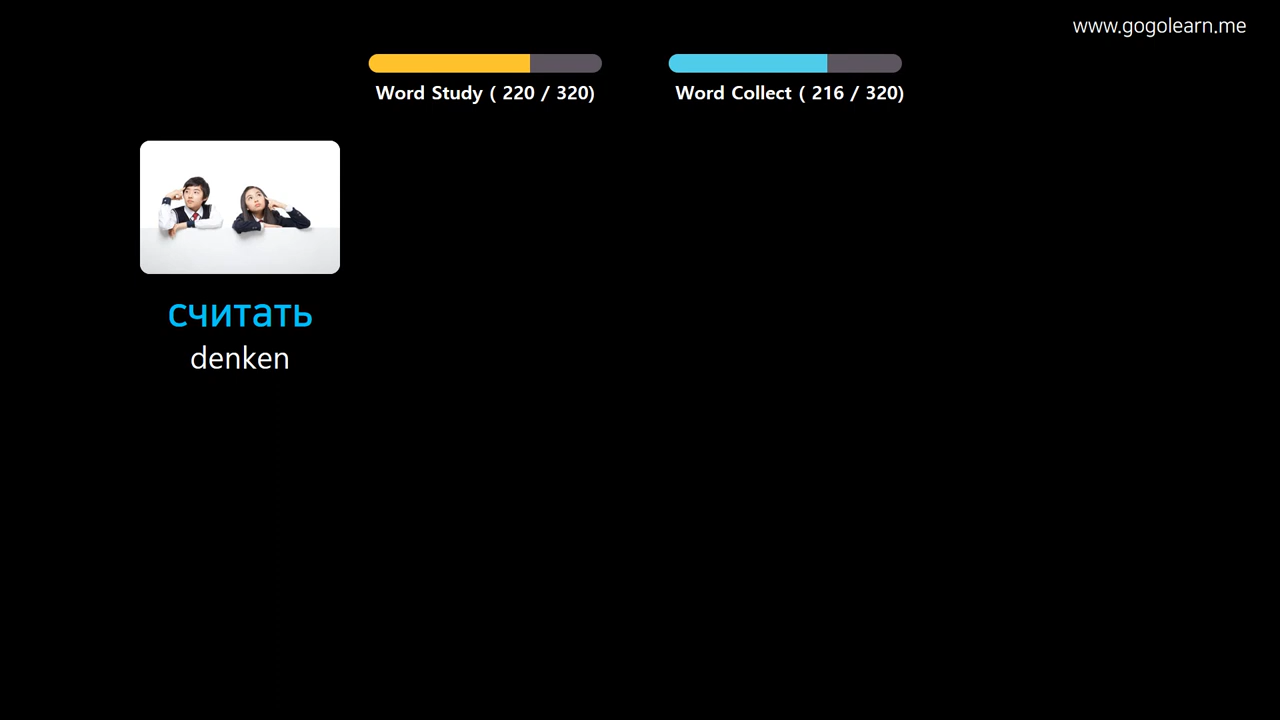 www.gogolearn.me
Word Study ( 220 / 320)
Word Collect ( 216 / 320)
считать
denken